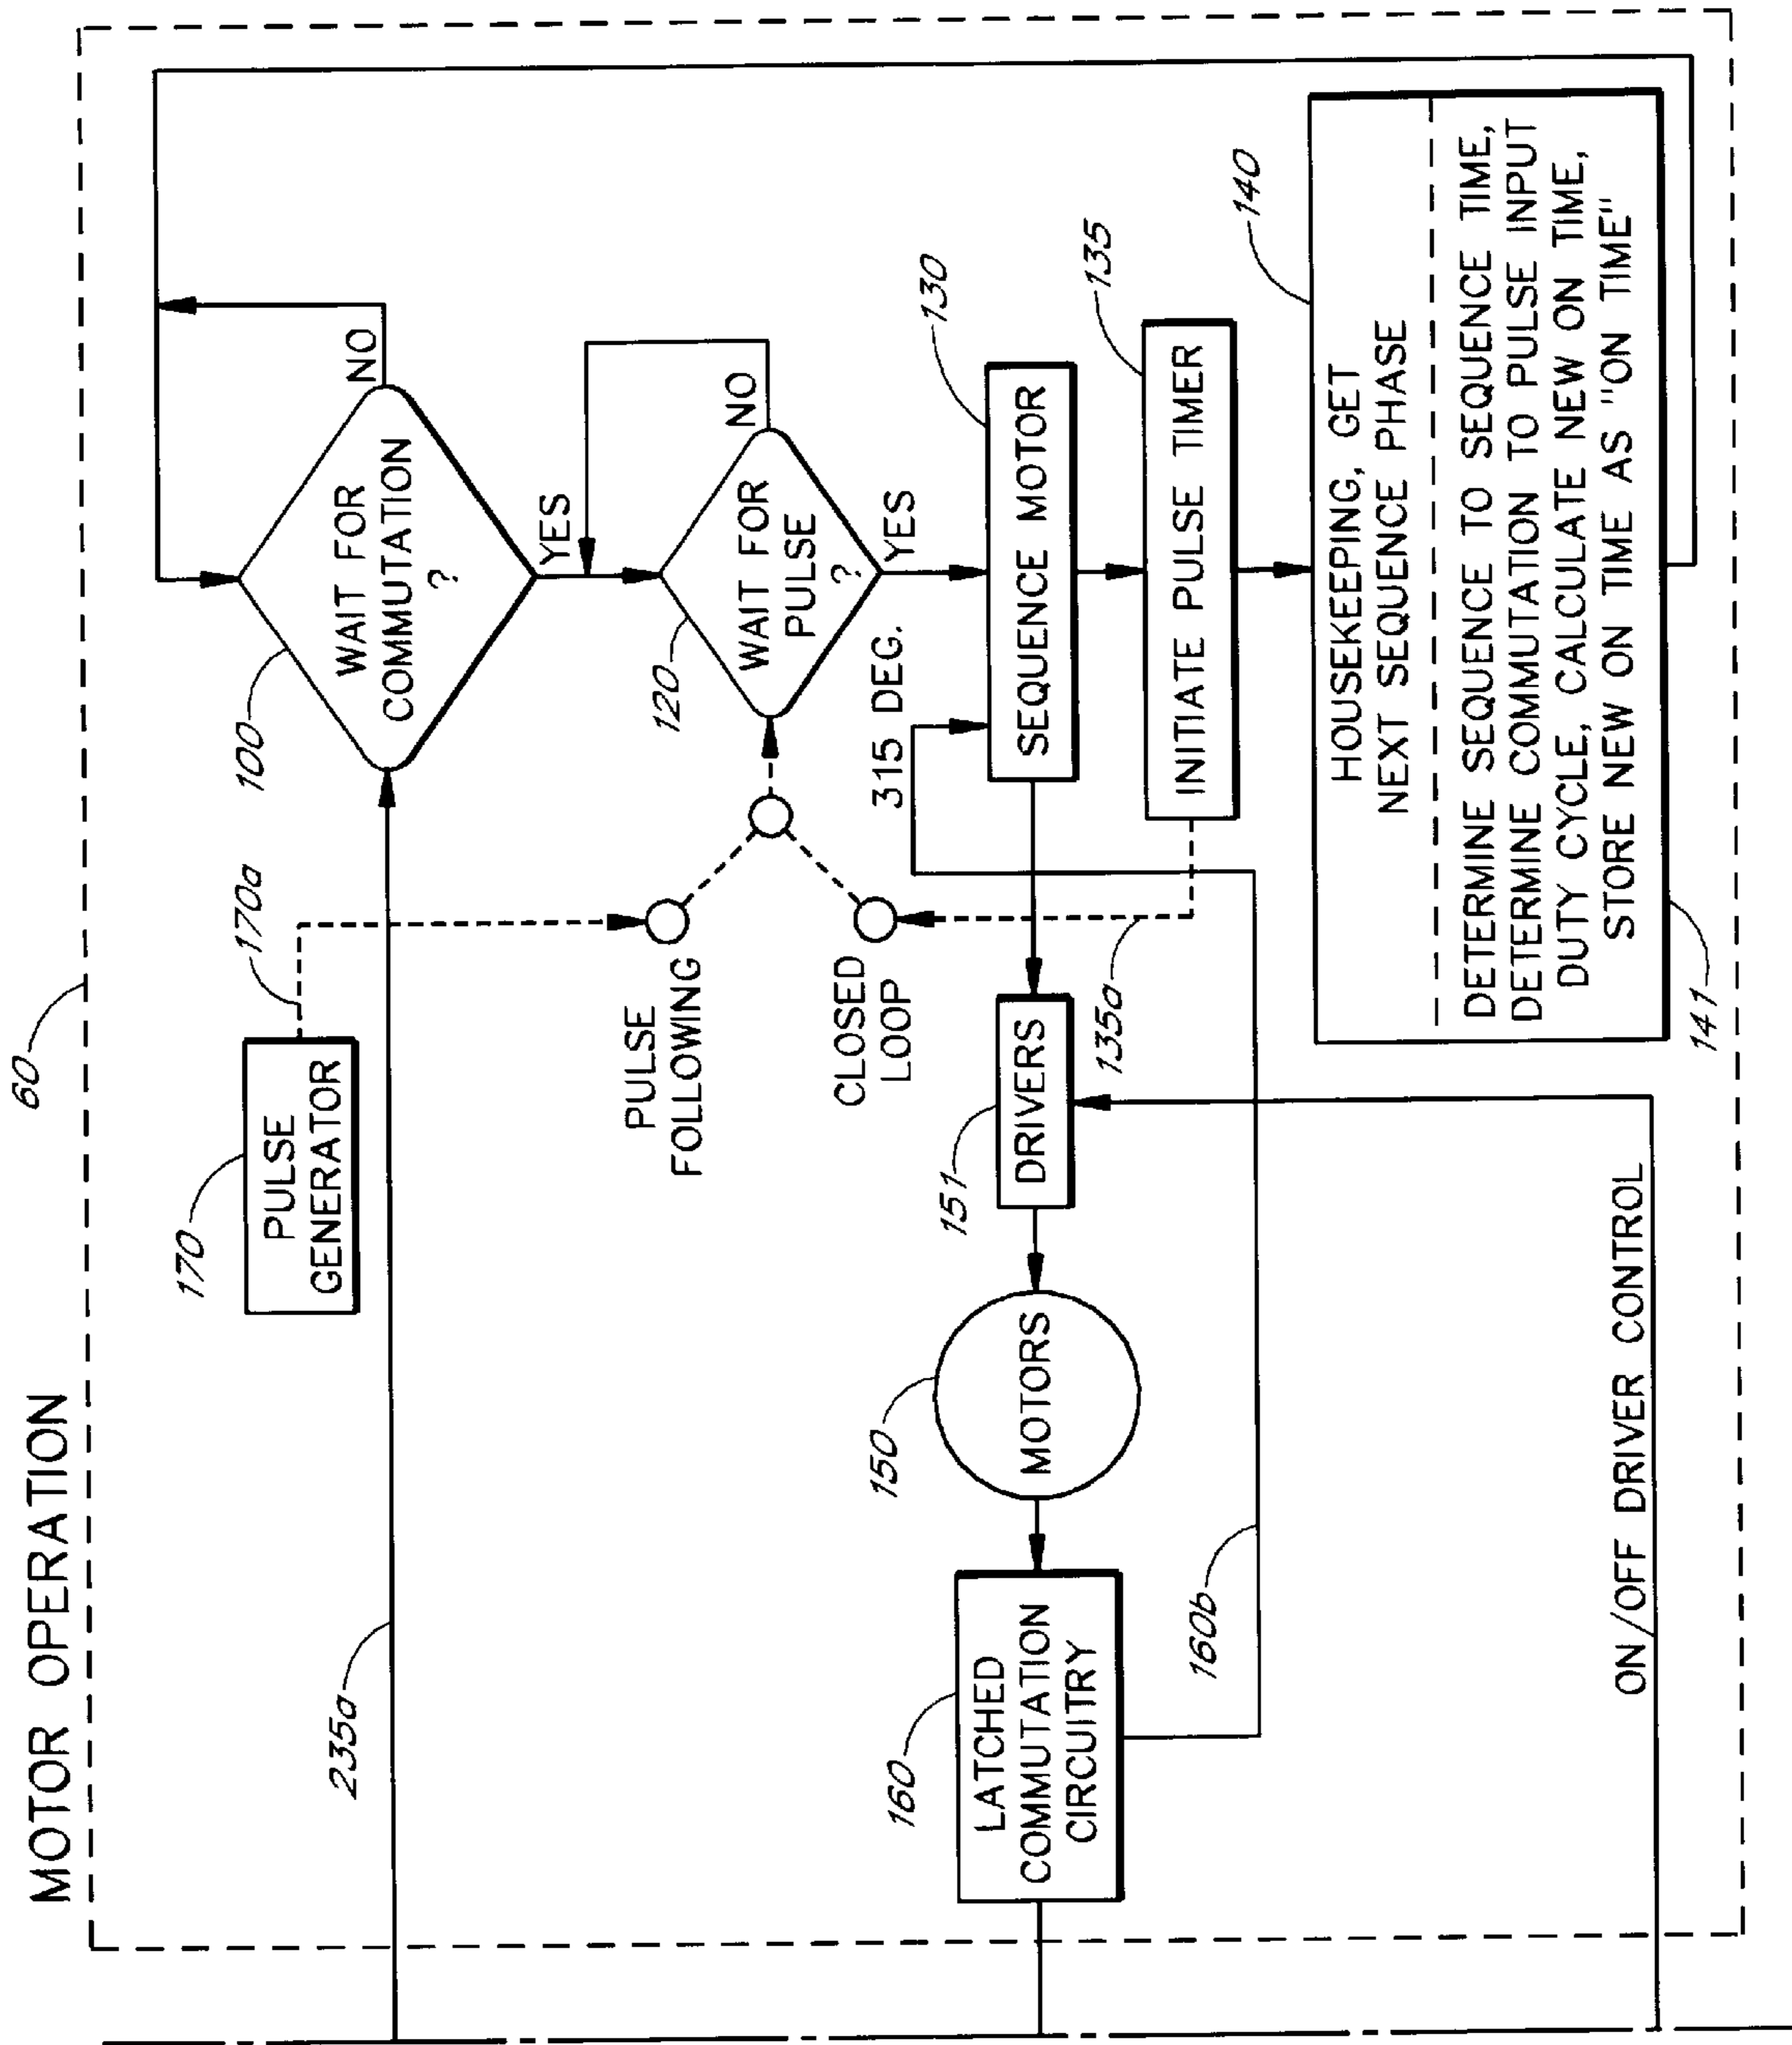 MOTOR OPERATION
60
235a
170
PULSE
GENERATOR
170a
100
WAIT FOR
COMMUTATION
?
NO
YES
PULSE
FOLLOWING
120
WAIT FOR
PULSE
?
NO
YES
CLOSED
LOOP
315 DEG.
160
LATCHED
COMMUTATION
CIRCUITRY
150
MOTORS
151
DRIVERS
130
SEQUENCE MOTOR
135a
135
INITIATE PULSE TIMER
160b
140
HOUSEKEEPING, GET
NEXT SEQUENCE PHASE
DETERMINE SEQUENCE TO SEQUENCE TIME,
DETERMINE COMMUTATION TO PULSE INPUT
DUTY CYCLE, CALCULATE NEW ON TIME,
STORE NEW ON TIME AS "ON TIME"
141
ON/OFF DRIVER CONTROL